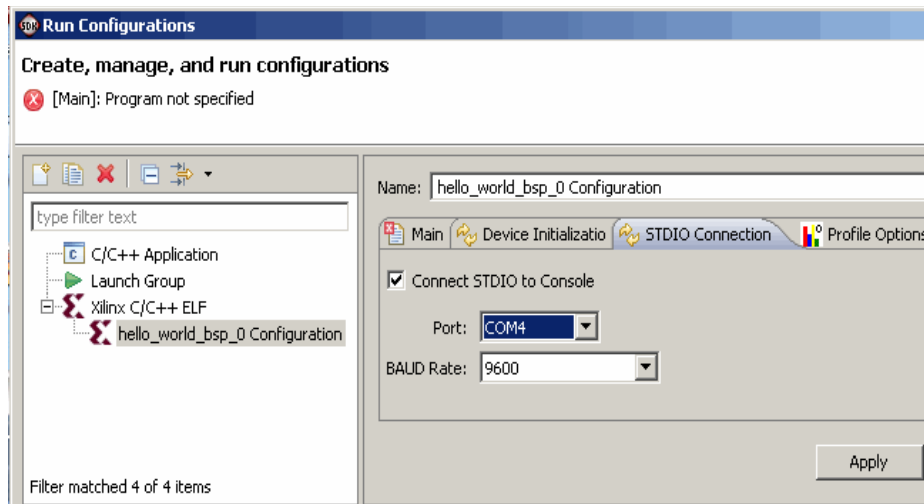 SDK Run Configurations
Create, manage, and run configurations
[Main]: Program not specified
type filter text
C/C++ Application
Launch Group
Xilinx C/C++ ELF
hello_world_bsp_0 Configuration
Filter matched 4 of 4 items
Name: hello_world_bsp_0 Configuration
Main Device Initializatio STDIO Connection Profile Options
Connect STDIO to Console
Port: COM4
BAUD Rate: 9600
Apply